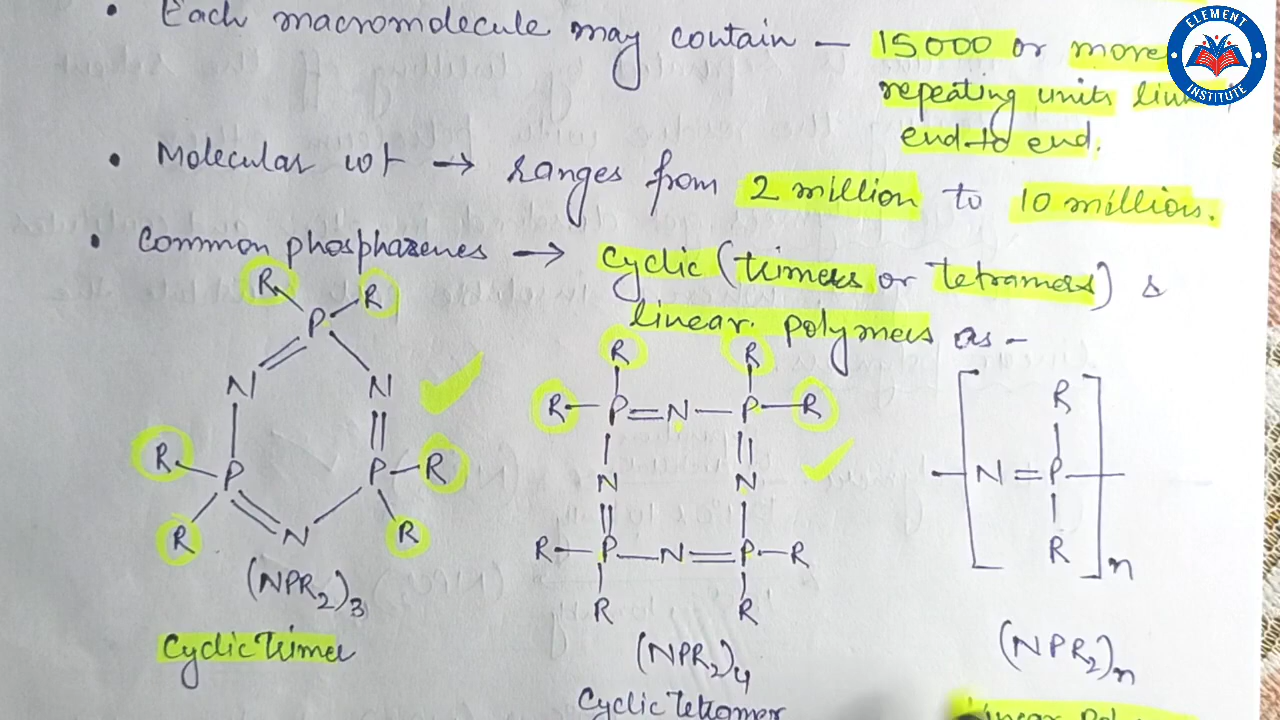 • Each macromolecule may contain – 15000 or more
repeating units
end to end.
• Molecular wt → ranges from 2 million to 10 million.
• Common phosphazenes → Cyclic (trimers or tetramers) &
linear polymers as –
R R
P
N N
R P P R
R N R
(NPR2)3
Cyclic Trimer
R R
R P=N–P R
N N
R P–N=P R
R R
(NPR2)4
Cyclic Tetramer
R
N=P
R
n
(NPR2)n
Linear
ELEMENT
INSTITUTE